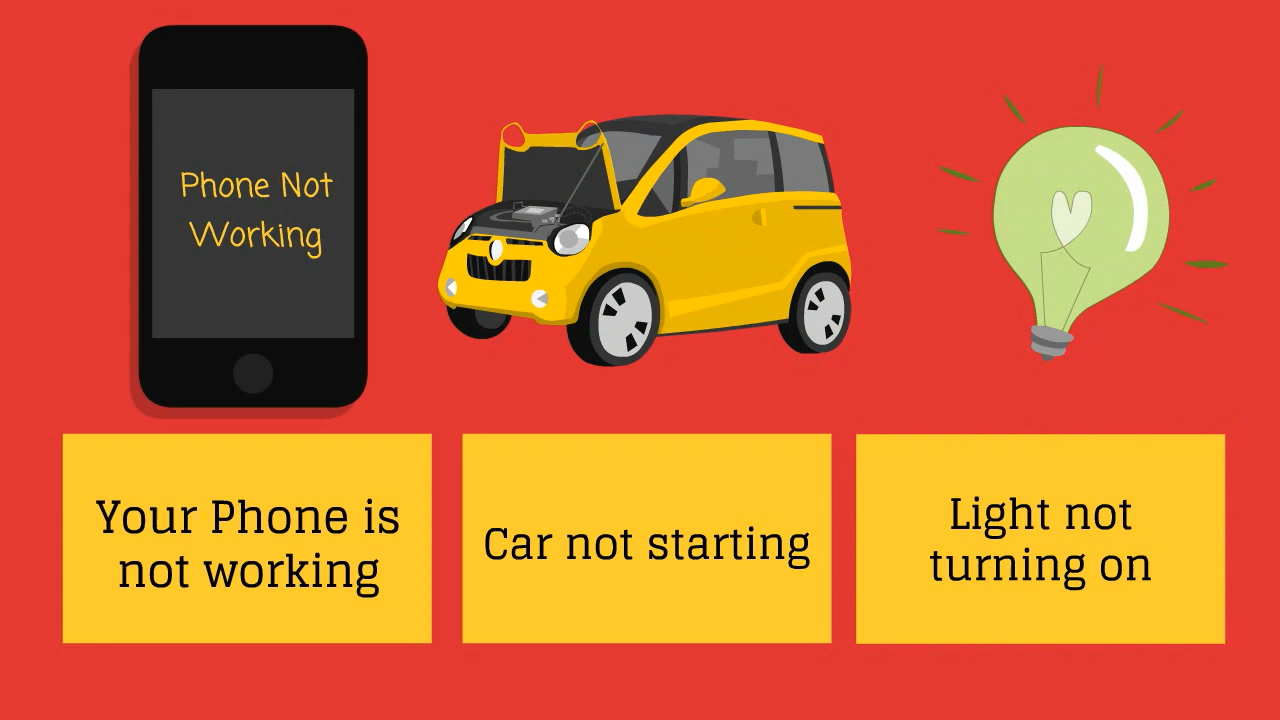 Phone Not
Working
Your Phone is
not working
Car not starting
Light not
turning on